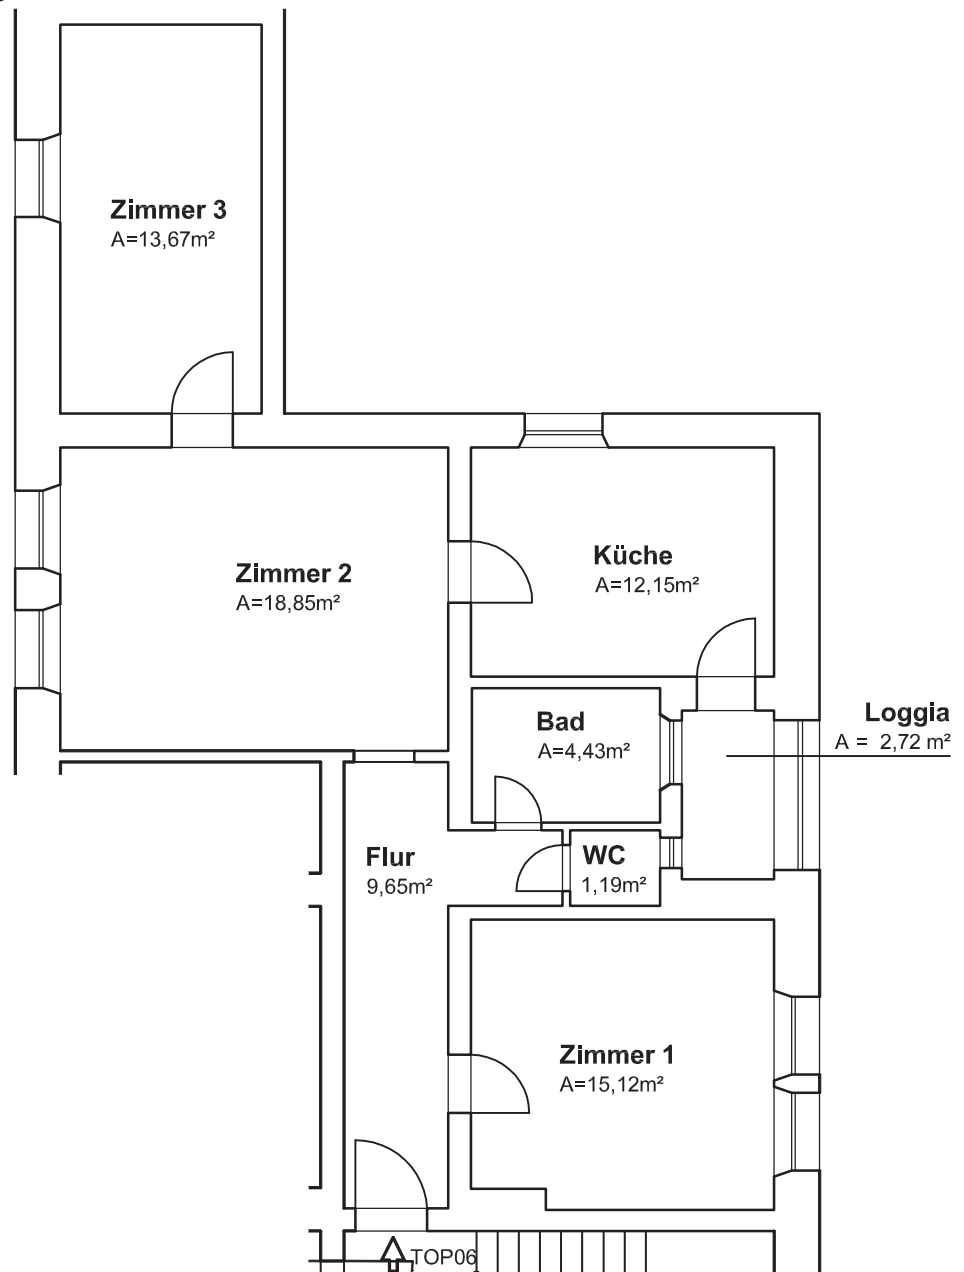 Zimmer 3
A=13,67m²
Zimmer 2
A=18,85m²
Küche
A=12,15m²
Bad
A=4,43m²
Loggia
A = 2,72 m²
Flur
9,65m²
WC
1,19m²
Zimmer 1
A=15,12m²
TOP06